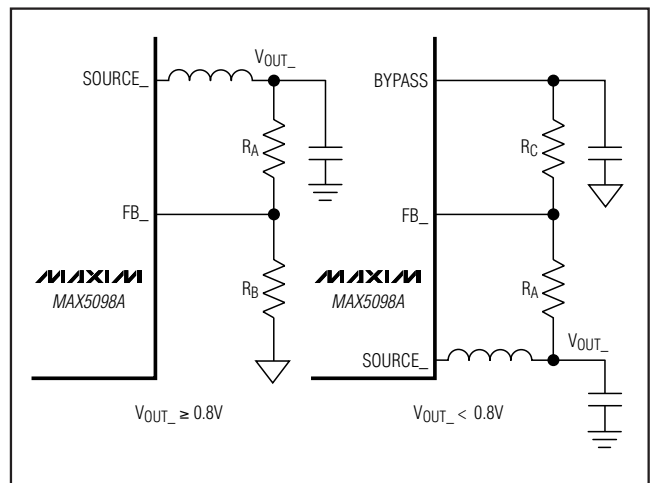 V_OUT_
SOURCE_
R_A
FB_
MAXIM
MAX5098A
R_B
V_OUT_ ≥ 0.8V
BYPASS
R_C
FB_
MAXIM
MAX5098A
R_A
V_OUT_
SOURCE_
V_OUT_ < 0.8V